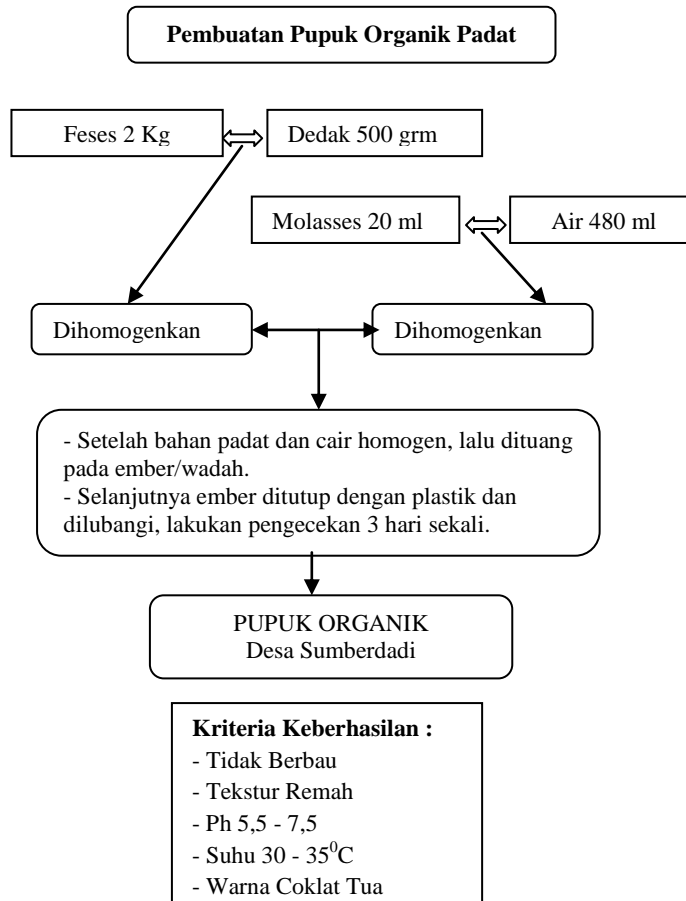 Pembuatan Pupuk Organik Padat
Feses 2 Kg
Dedak 500 grm
Molasses 20 ml
Air 480 ml
Dihomogenkan
Dihomogenkan
- Setelah bahan padat dan cair homogen, lalu dituang
pada ember/wadah.
- Selanjutnya ember ditutup dengan plastik dan
dilubangi, lakukan pengecekan 3 hari sekali.
PUPUK ORGANIK
Desa Sumberdadi
Kriteria Keberhasilan :
- Tidak Berbau
- Tekstur Remah
- Ph 5,5 - 7,5
- Suhu 30 - 35⁰C
- Warna Coklat Tua